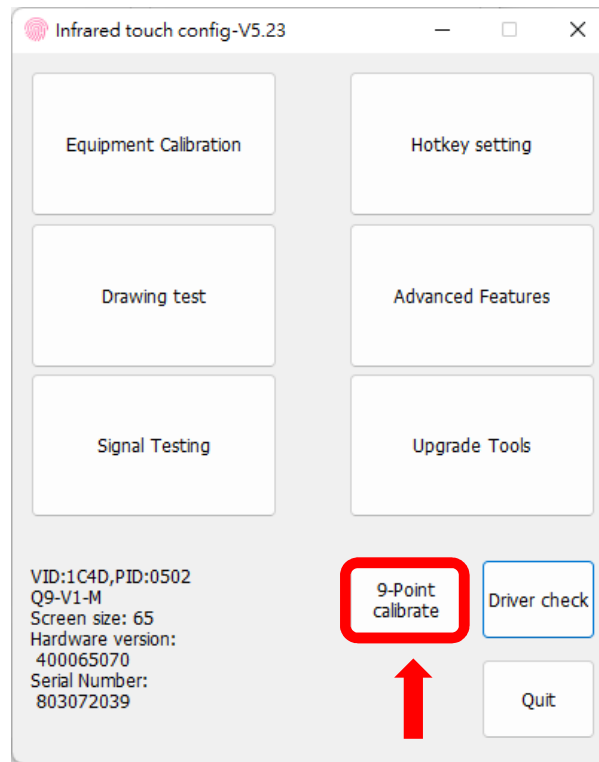 Infrared touch config-V5.23
Equipment Calibration
Hotkey setting
Drawing test
Advanced Features
Signal Testing
Upgrade Tools
VID:1C4D,PID:0502
Q9-V1-M
Screen size: 65
Hardware version:
400065070
Serial Number:
803072039
9-Point
calibrate
Driver check
Quit